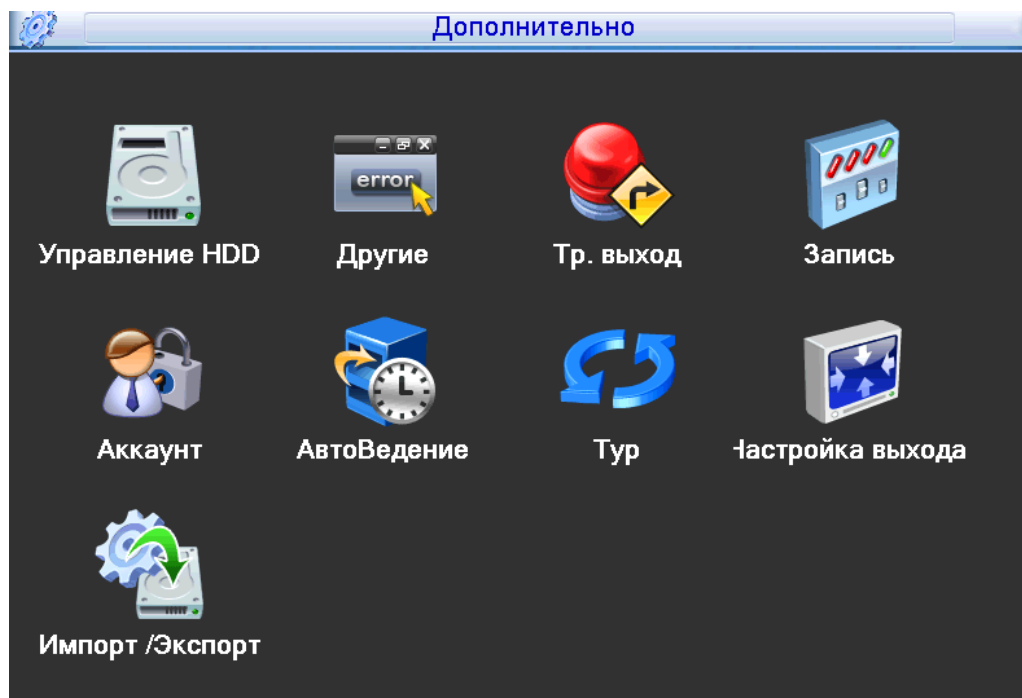 Дополнительно
error
Управление HDD
Другие
Тр. выход
Запись
Аккаунт
АвтоВедение
Тур
Настройка выхода
Импорт /Экспорт